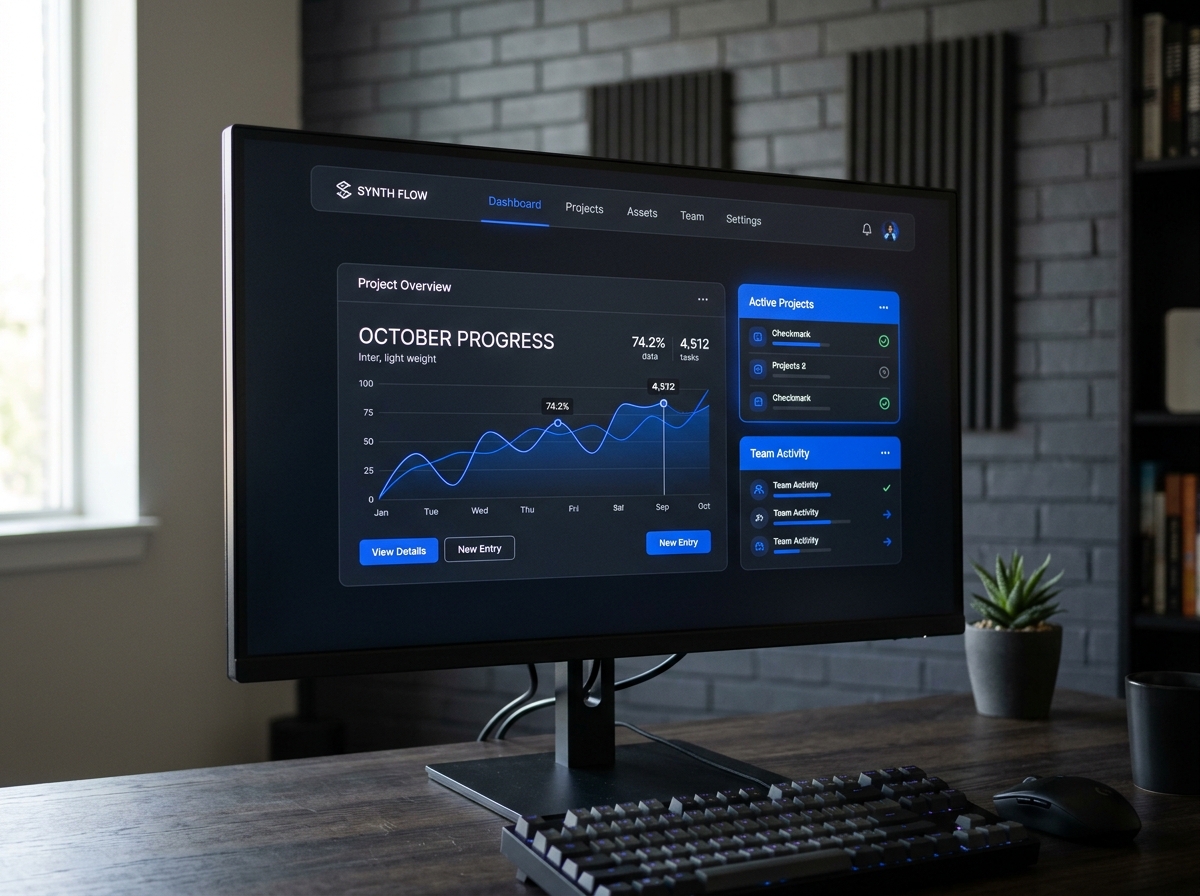 SYNTH FLOW
Dashboard
Projects
Assets
Team
Settings
Project Overview
OCTOBER PROGRESS
Inter, light weight
74.2%
data
4,512
tasks
100
75
50
25
0
74.2%
4,512
Jan
Tue
Wed
Thu
Fri
Sat
Sep
Oct
View Details
New Entry
New Entry
Active Projects
Checkmark
Projects 2
Checkmark
Team Activity
Team Activity
Team Activity
Team Activity